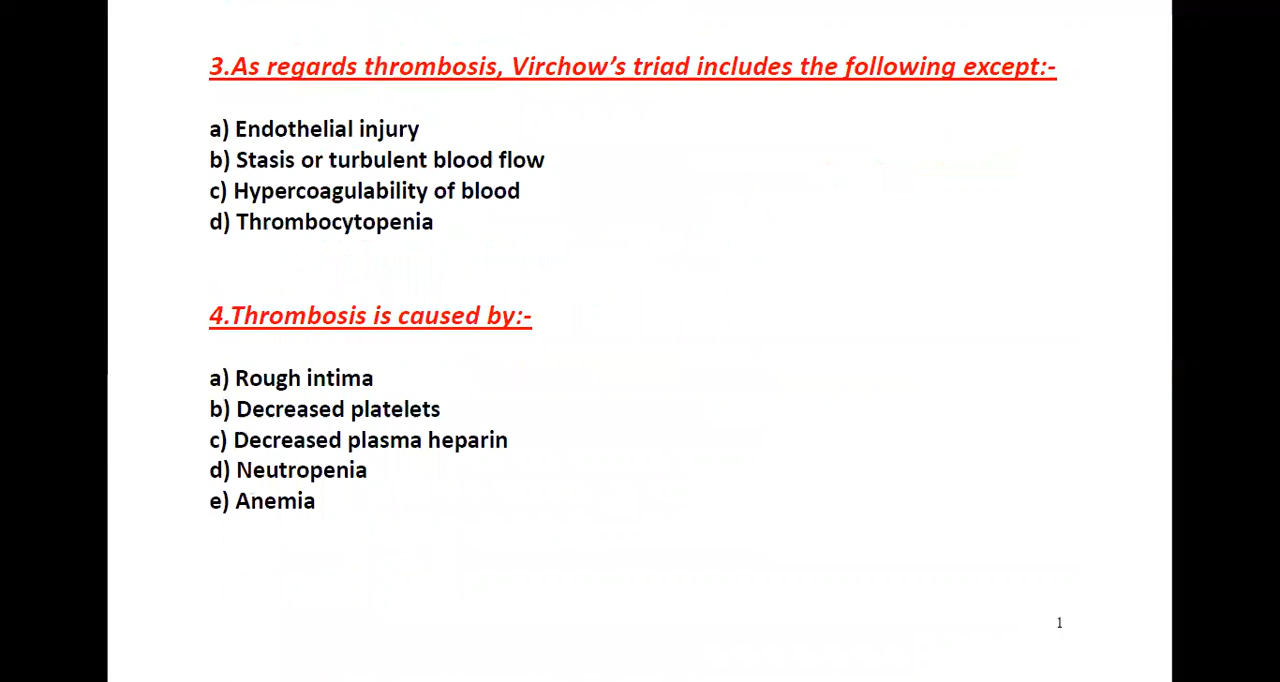 3.As regards thrombosis, Virchow’s triad includes the following except:-
a) Endothelial injury
b) Stasis or turbulent blood flow
c) Hypercoagulability of blood
d) Thrombocytopenia
4.Thrombosis is caused by:-
a) Rough intima
b) Decreased platelets
c) Decreased plasma heparin
d) Neutropenia
e) Anemia
1